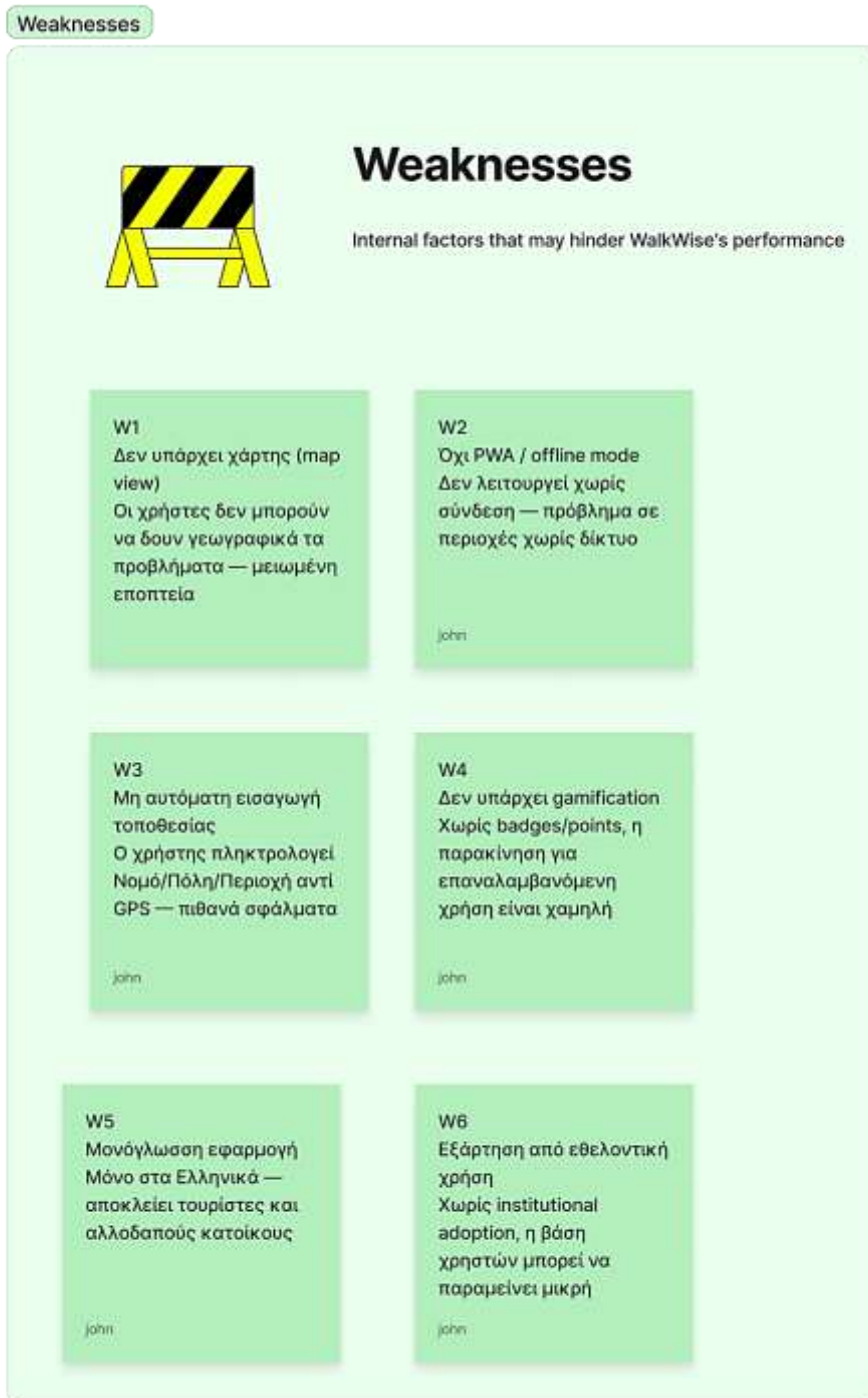 Weaknesses
Weaknesses
Internal factors that may hinder WalkWise's performance
W1
Δεν υπάρχει χάρτης (map
view)
Οι χρήστες δεν μπορούν
να δουν γεωγραφικά τα
προβλήματα — μειωμένη
εποπτεία
W2
Όχι PWA / offline mode
Δεν λειτουργεί χωρίς
σύνδεση — πρόβλημα σε
περιοχές χωρίς δίκτυο
john
W3
Μη αυτόματη εισαγωγή
τοποθεσίας
Ο χρήστης πληκτρολογεί
Νομό/Πόλη/Περιοχή αντί
GPS — πιθανά σφάλματα
john
W4
Δεν υπάρχει gamification
Χωρίς badges/points, η
παρακίνηση για
επαναλαμβανόμενη
χρήση είναι χαμηλή
john
W5
Μονόγλωσση εφαρμογή
Μόνο στα Ελληνικά —
αποκλείει τουρίστες και
αλλοδαπούς κατοίκους
john
W6
Εξάρτηση από εθελοντική
χρήση
Χωρίς institutional
adoption, η βάση
χρηστών μπορεί να
παραμείνει μικρή
john